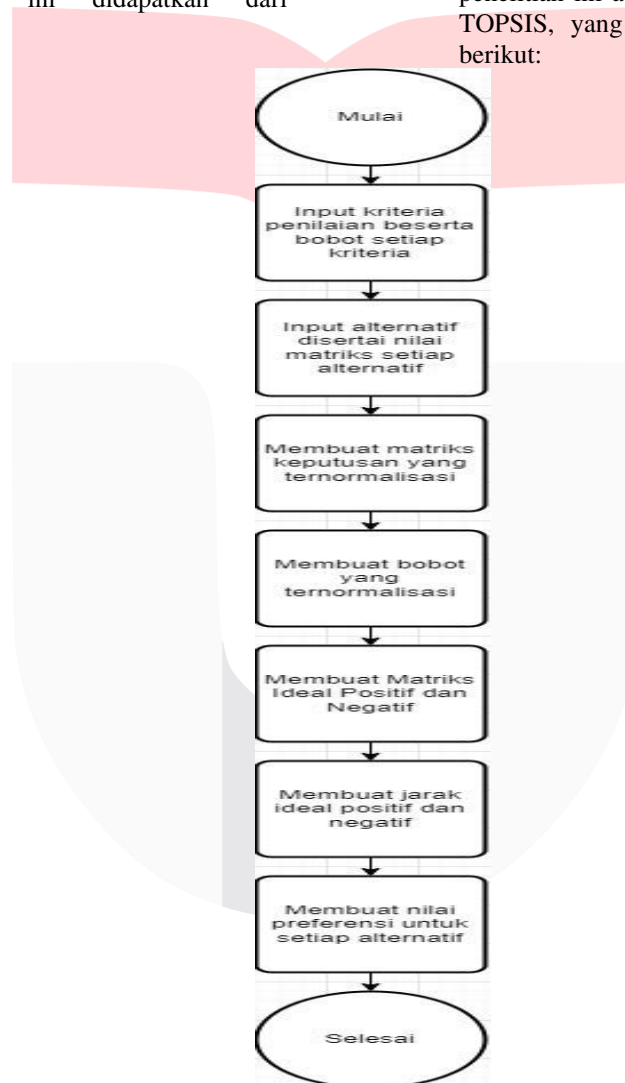 ini didapatkan dari
TOPSIS, yang
berikut:
Mulai
Input kriteria
penilaian beserta
bobot setiap
kriteria
Input alternatif
disertai nilai
matriks setiap
alternatif
Membuat matriks
keputusan yang
ternormalisasi
Membuat bobot
yang
ternormalisasi
Membuat Matriks
Ideal Positif dan
Negatif
Membuat jarak
ideal positif dan
negatif
Membuat nilai
preferensi untuk
setiap alternatif
Selesai